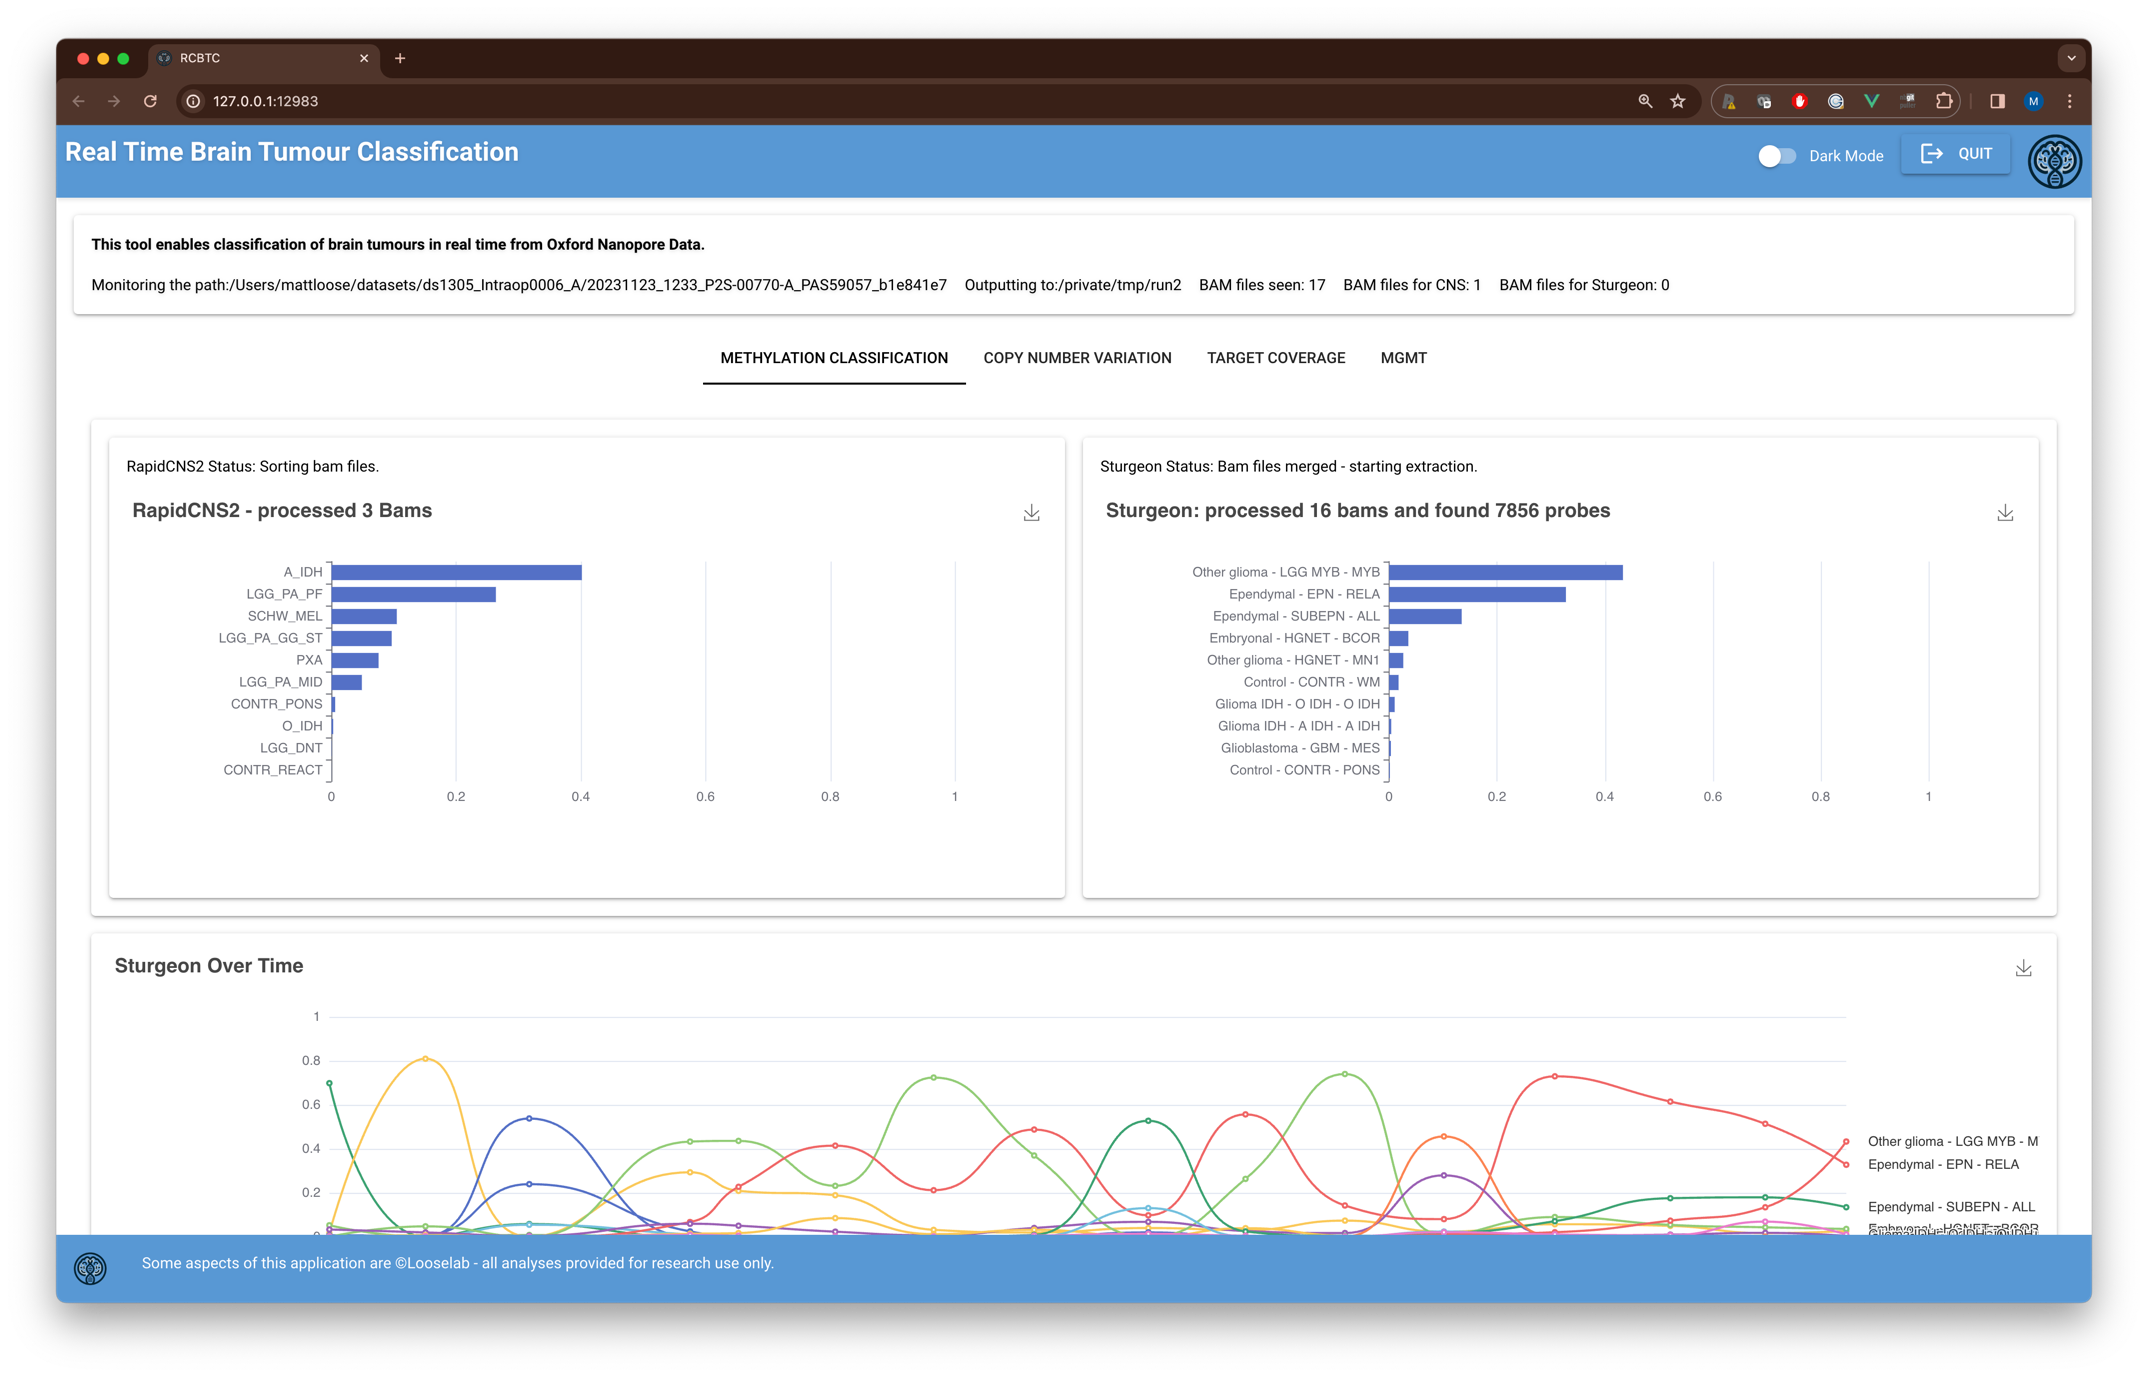 RCBTC
127.0.0.1:12983
M
Real Time Brain Tumour Classification
Dark Mode
QUIT
This tool enables classification of brain tumours in real time from Oxford Nanopore Data.
Monitoring the path:/Users/mattloose/datasets/ds1305_Intraop0006_A/20231123_1233_P2S-00770-A_PAS59057_b1e841e7 Outputting to:/private/tmp/run2 BAM files seen: 17 BAM files for CNS: 1 BAM files for Sturgeon: 0
METHYLATION CLASSIFICATION COPY NUMBER VARIATION TARGET COVERAGE MGMT
RapidCNS2 Status: Sorting bam files.
RapidCNS2 - processed 3 Bams
A_IDH
LGG_PA_PF
SCHW_MEL
LGG_PA_GG_ST
PXA
LGG_PA_MID
CONTR_PONS
O_IDH
LGG_DNT
CONTR_REACT
0 0.2 0.4 0.6 0.8 1
Sturgeon Status: Bam files merged - starting extraction.
Sturgeon: processed 16 bams and found 7856 probes
Other glioma - LGG MYB - MYB
Ependymal - EPN - RELA
Ependymal - SUBEPN - ALL
Embryonal - HGNET - BCOR
Other glioma - HGNET - MN1
Control - CONTR - WM
Glioma IDH - O IDH - O IDH
Glioma IDH - A IDH - A IDH
Glioblastoma - GBM - MES
Control - CONTR - PONS
0 0.2 0.4 0.6 0.8 1
Sturgeon Over Time
1
0.8
0.6
0.4
0.2
Other glioma - LGG MYB - M
Ependymal - EPN - RELA
Ependymal - SUBEPN - ALL
Some aspects of this application are ©Looselab - all analyses provided for research use only.